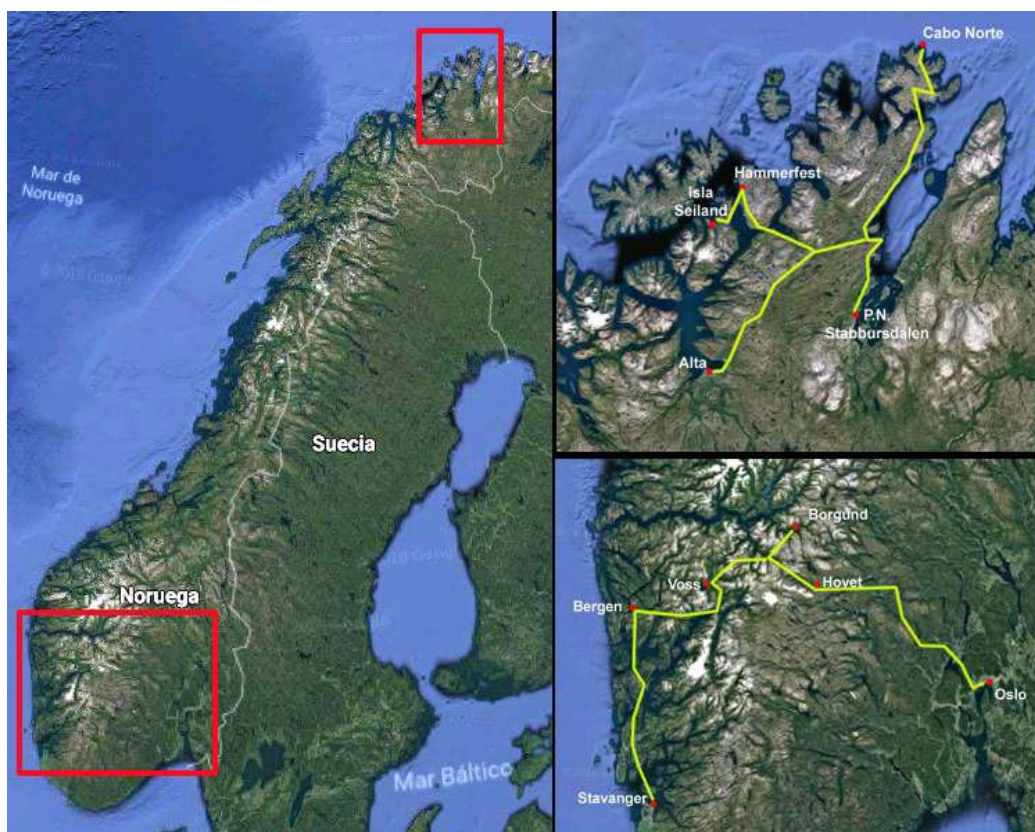 Mar de
Noruega
Suecia
Noruega
Mar Báltico
Cabo Norte
Hammerfest
Isla
Seiland
P.N.
Stabbursdalen
Alta
Borgund
Voss
Hovet
Bergen
Oslo
Stavanger